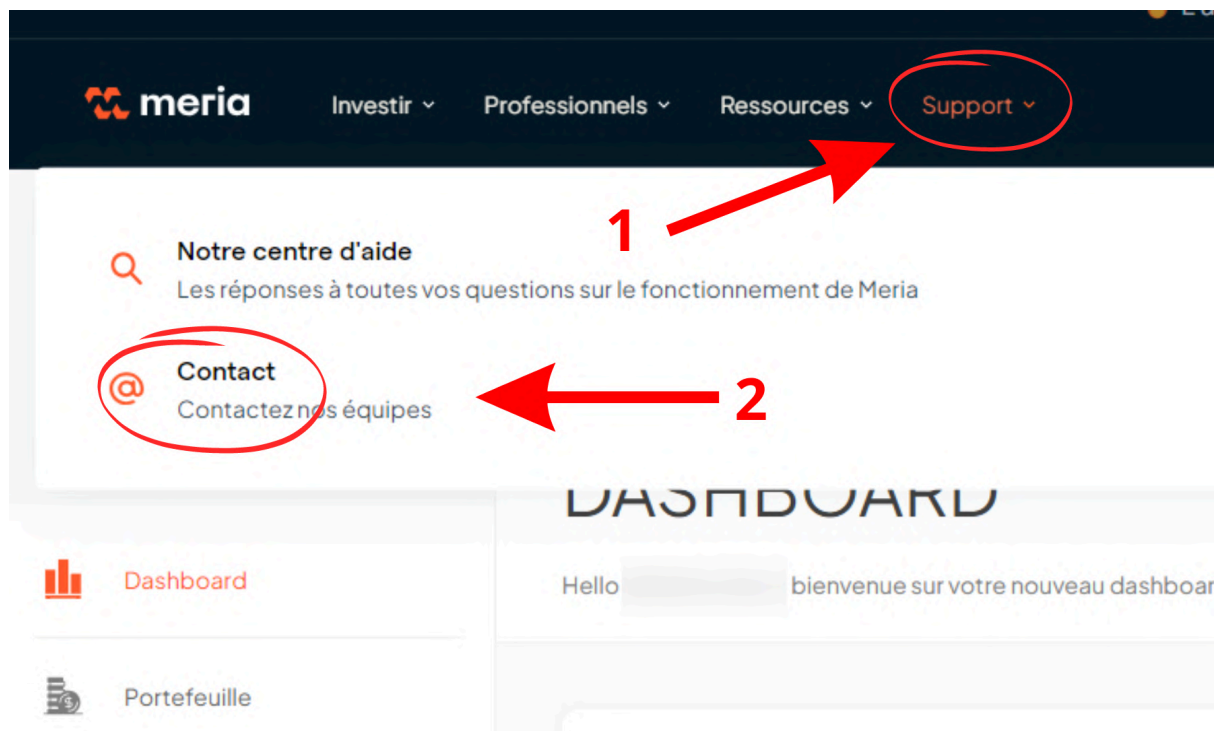 meria
Investir
Professionnels
Ressources
Support
1
Notre centre d'aide
Les réponses à toutes vos questions sur le fonctionnement de Meria
Contact
Contactez nos équipes
2
DASHBOARD
Dashboard
Hello bienvenue sur votre nouveau dashboar
Portefeuille